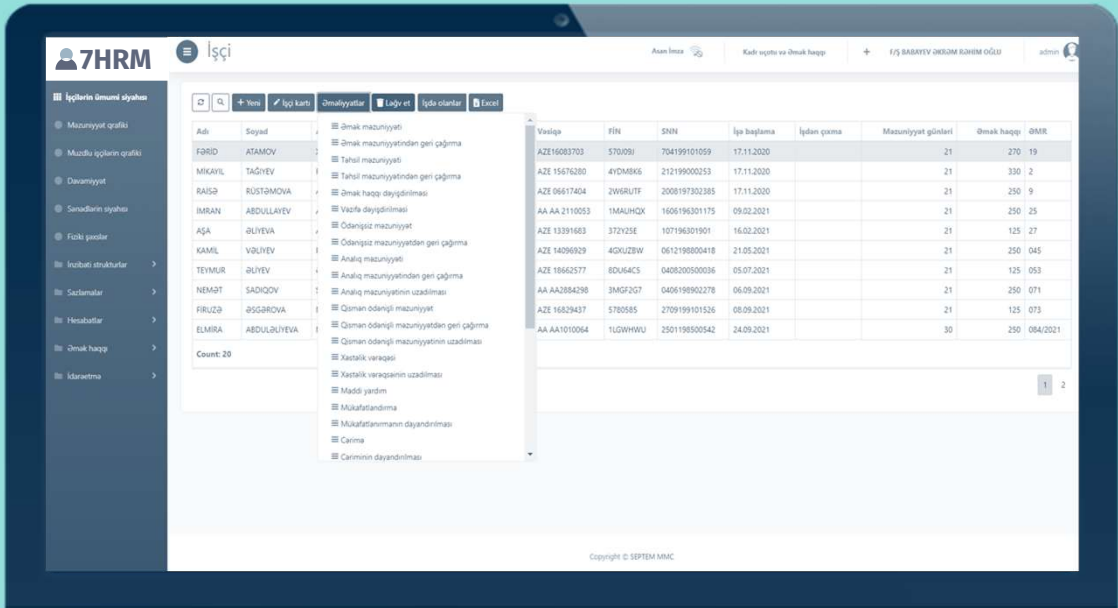 7HRM
İşçi
Asan İmza
Kadr uçotu və Əmək haqqı
+
F/Ş BABAYEV ƏKRƏM RƏHİM OĞLU
admin
İşçilərin ümumi siyahısı
Məzuniyyət qrafiki
Muzdlu işçilərin qrafiki
Davamiyyət
Sənədlərin siyahısı
Fiziki şəxslər
İnzibati strukturlar
Sazlamalar
Hesabatlar
Əmək haqqı
İdarəetmə
+ Yeni İşçi kartı Əməliyyatlar Ləğv et İşdə olanlar Excel
Adı Soyad Vəsiqə FİN SNN İşə başlama İşdən çıxma Məzuniyyət günləri Əmək haqqı ƏMR
FƏRİD ATAMOV AZE16083703 570J09J 704199101059 17.11.2020 21 270 19
MİKAYIL TAĞIYEV AZE 15676280 4YDM8K6 212199000253 17.11.2020 21 330 2
RAİSƏ RÜSTƏMOVA AZE 06617404 2W6RUTF 2008197302385 17.11.2020 21 250 9
İMRAN ABDULLAYEV AA AA 2110053 1MAUHQX 1606196301175 09.02.2021 21 250 25
AŞA ƏLİYEVA AZE 13391683 372Y25E 107196301901 16.02.2021 21 125 27
KAMİL VƏLİYEV AZE 14096929 4GXUZBW 0612198800418 21.05.2021 21 250 045
TEYMUR ƏLİYEV AZE 18662577 8DU64CS 0408200500036 05.07.2021 21 125 053
NEMƏT SADIQOV AA AA2884298 3MGF2G7 0406198902278 06.09.2021 21 250 071
FİRUZƏ ƏSGƏROVA AZE 16829437 5780585 2709199101526 08.09.2021 21 125 073
ELMİRA ABDULƏLİYEVA AA AA1010064 1LGWHWU 2501198500542 24.09.2021 30 250 084/2021
Count: 20
1 2
Əmək məzuniyyəti
Əmək məzuniyyətindən geri çağırma
Təhsil məzuniyyəti
Təhsil məzuniyyətindən geri çağırma
Əmək haqqı dəyişdirilməsi
Vəzifə dəyişdirilməsi
Ödənişsiz məzuniyyət
Ödənişsiz məzuniyyətdən geri çağırma
Analıq məzuniyyəti
Analıq məzuniyyətindən geri çağırma
Analıq məzuniyyətinin uzadılması
Qismən ödənişli məzuniyyət
Qismən ödənişli məzuniyyətdən geri çağırma
Qismən ödənişli məzuniyyətinin uzadılması
Xəstəlik vərəqəsi
Xəstəlik vərəqsəinin uzadılması
Maddi yardım
Mükafatlandırma
Mükafatlanırmanın dayandırılması
Cərimə
Cəriminin dayandırılması
Copyright © SEPTEM MMC